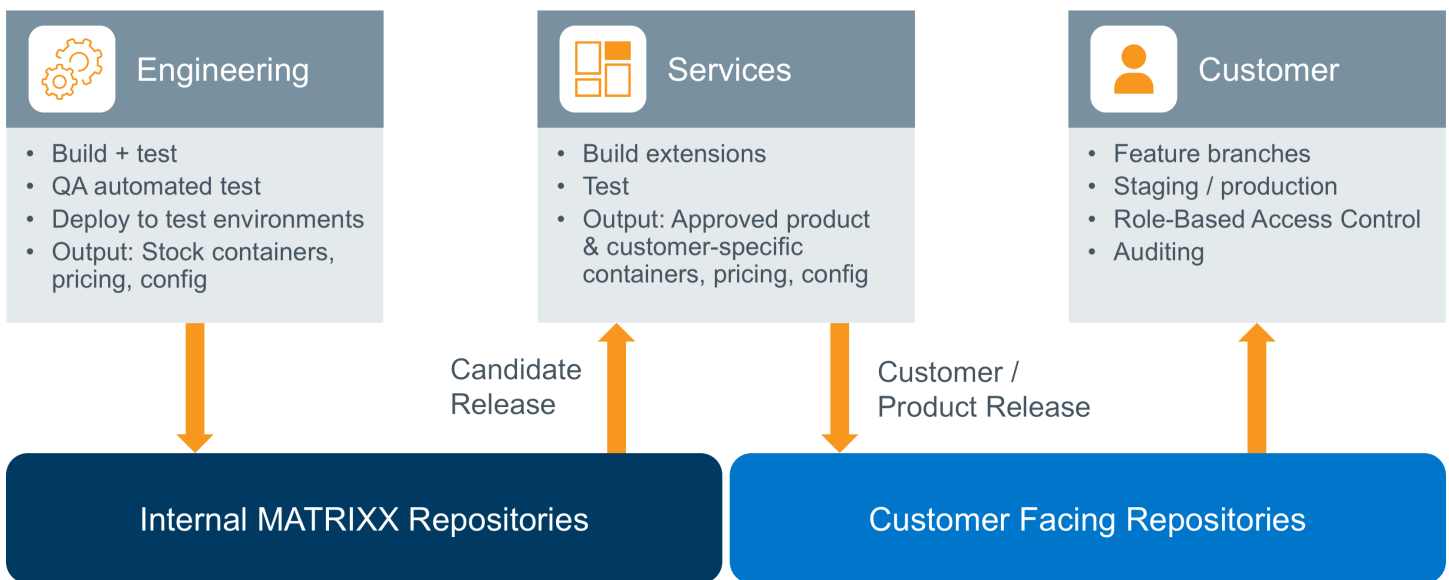 Engineering
• Build + test
• QA automated test
• Deploy to test environments
• Output: Stock containers,
pricing, config
Services
• Build extensions
• Test
• Output: Approved product
& customer-specific
containers, pricing, config
Customer
• Feature branches
• Staging / production
• Role-Based Access Control
• Auditing
Candidate
Release
Customer /
Product Release
Internal MATRIXX Repositories
Customer Facing Repositories